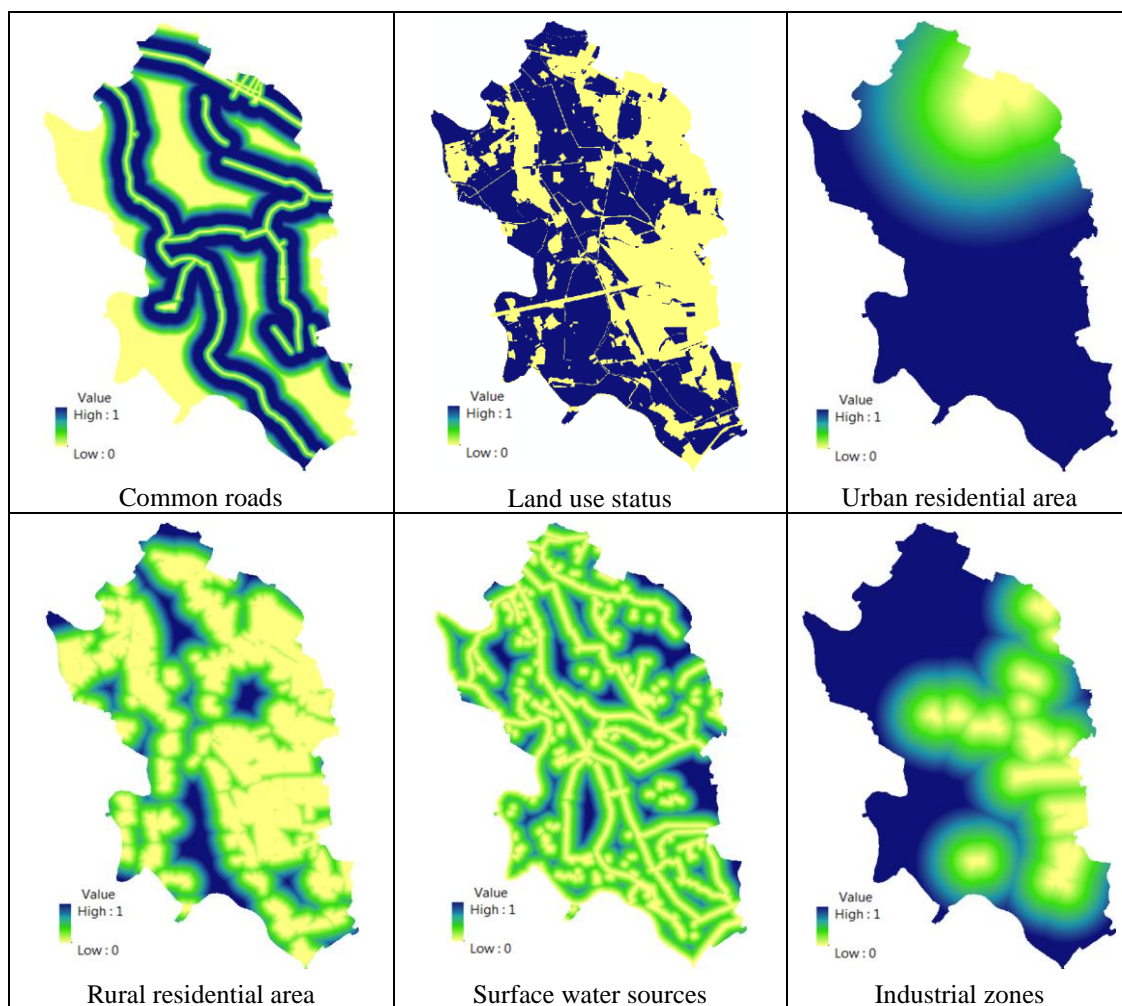 Value
High : 1
Low : 0
Common roads
Value
High : 1
Low : 0
Land use status
Value
High : 1
Low : 0
Urban residential area
Value
High : 1
Low : 0
Rural residential area
Value
High : 1
Low : 0
Surface water sources
Value
High : 1
Low : 0
Industrial zones